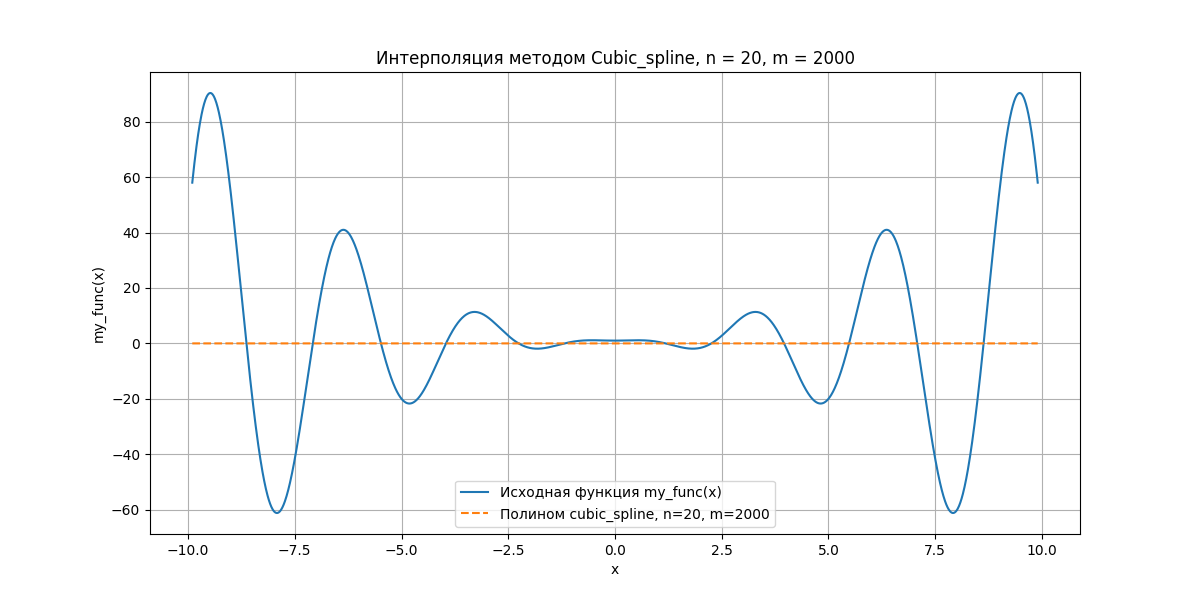 Интерполяция методом Cubic_spline, n = 20, m = 2000
my_func(x)
80
60
40
20
0
−20
−40
−60
Исходная функция my_func(x)
Полином cubic_spline, n=20, m=2000
−10.0 −7.5 −5.0 −2.5 0.0 2.5 5.0 7.5 10.0
x